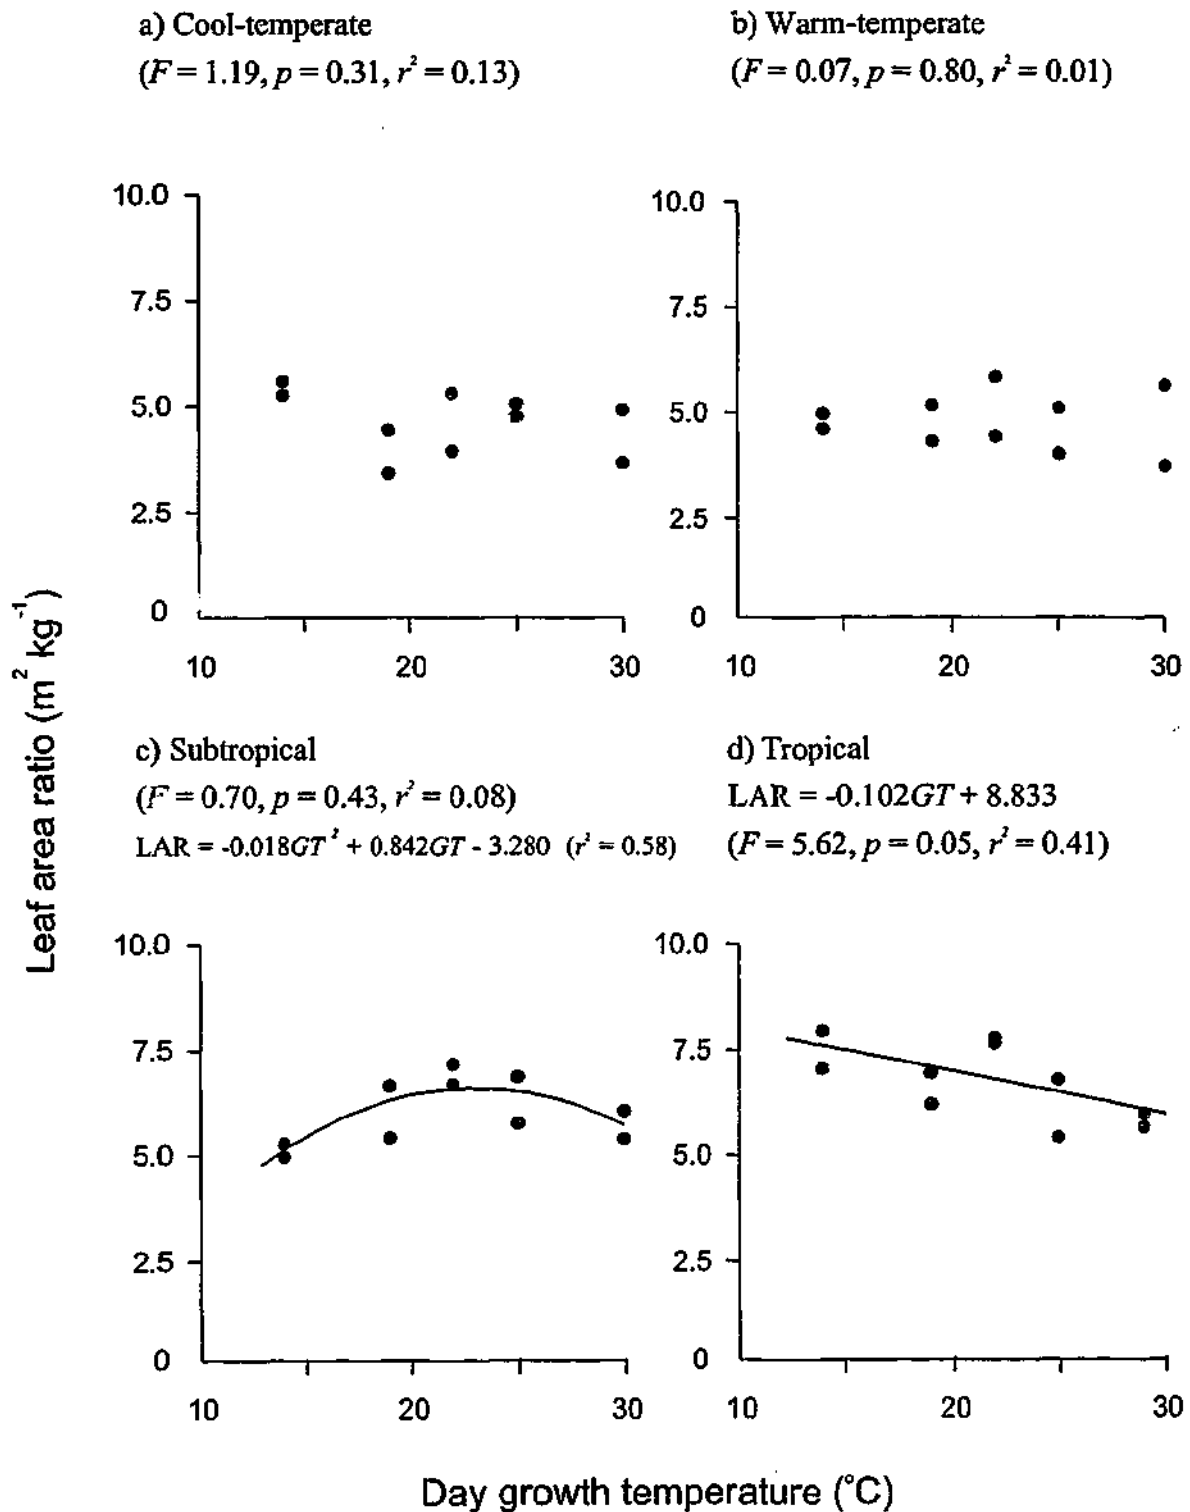 a) Cool-temperate
(F = 1.19, p = 0.31, r² = 0.13)
b) Warm-temperate
(F = 0.07, p = 0.80, r² = 0.01)
10.0
7.5
5.0
2.5
0
10
20
30
10.0
7.5
5.0
2.5
0
10
20
30
Leaf area ratio (m² kg⁻¹)
c) Subtropical
(F = 0.70, p = 0.43, r² = 0.08)
LAR = -0.018GT² + 0.842GT - 3.280 (r² = 0.58)
d) Tropical
LAR = -0.102GT + 8.833
(F = 5.62, p = 0.05, r² = 0.41)
10.0
7.5
5.0
2.5
0
10
20
30
10.0
7.5
5.0
2.5
0
10
20
30
Day growth temperature (°C)